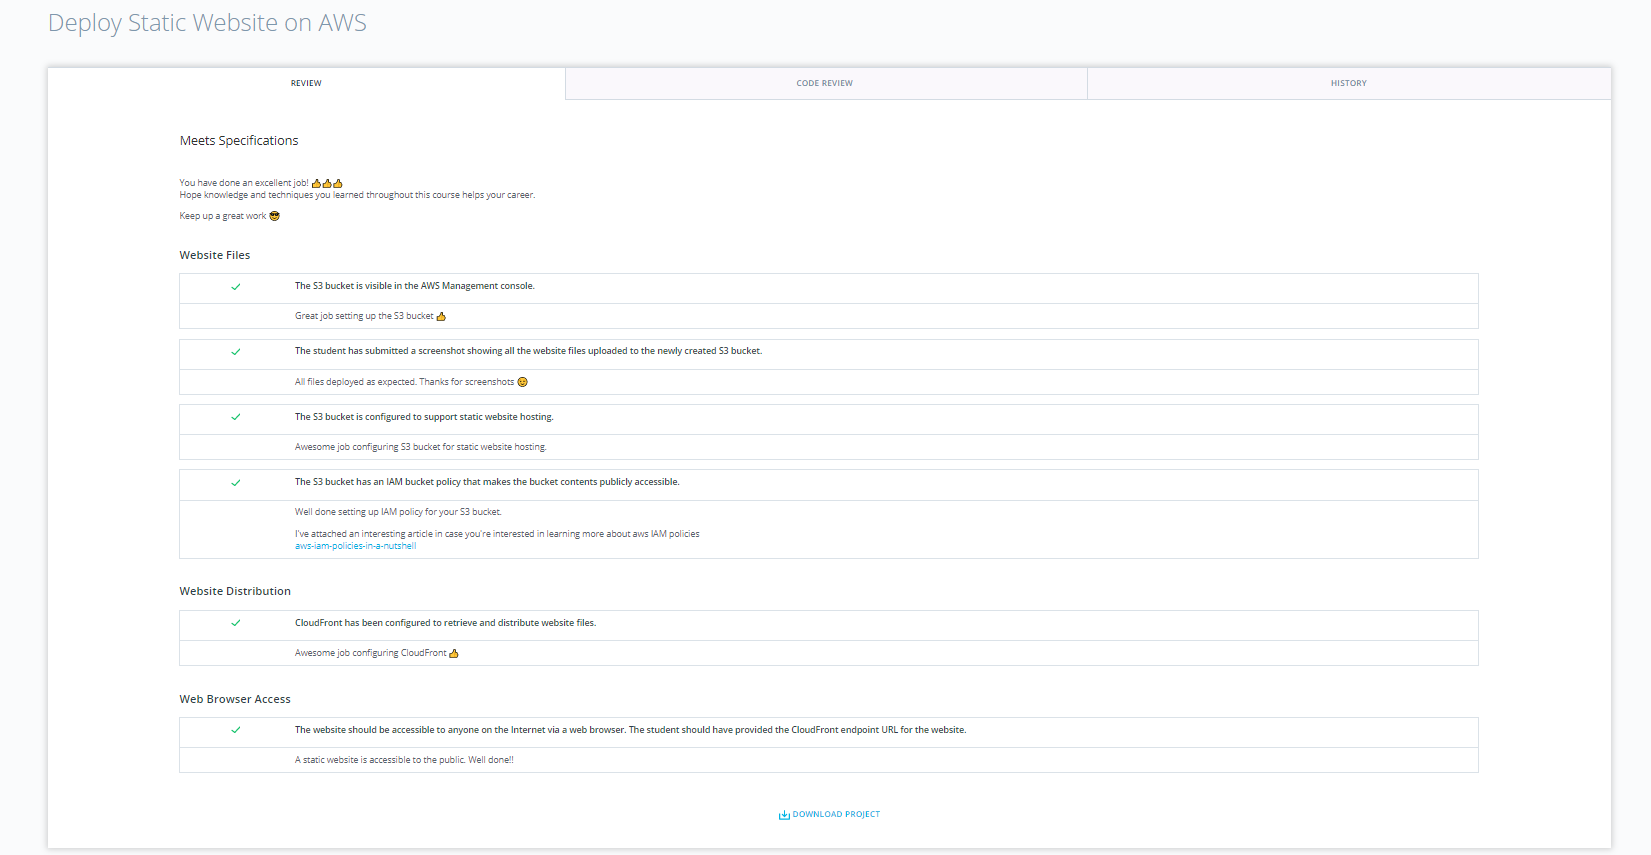 Deploy Static Website on AWS
REVIEW
CODE REVIEW
HISTORY
Meets Specifications
You have done an excellent job! 👍👍👍
Hope knowledge and techniques you learned throughout this course helps your career.
Keep up a great work 😎
Website Files
The S3 bucket is visible in the AWS Management console.
Great job setting up the S3 bucket 👍
The student has submitted a screenshot showing all the website files uploaded to the newly created S3 bucket.
All files deployed as expected. Thanks for screenshots 😉
The S3 bucket is configured to support static website hosting.
Awesome job configuring S3 bucket for static website hosting.
The S3 bucket has an IAM bucket policy that makes the bucket contents publicly accessible.
Well done setting up IAM policy for your S3 bucket.
I've attached an interesting article in case you're interested in learning more about aws IAM policies
aws-iam-policies-in-a-nutshell
Website Distribution
CloudFront has been configured to retrieve and distribute website files.
Awesome job configuring CloudFront 👍
Web Browser Access
The website should be accessible to anyone on the Internet via a web browser. The student should have provided the CloudFront endpoint URL for the website.
A static website is accessible to the public. Well done!!
DOWNLOAD PROJECT